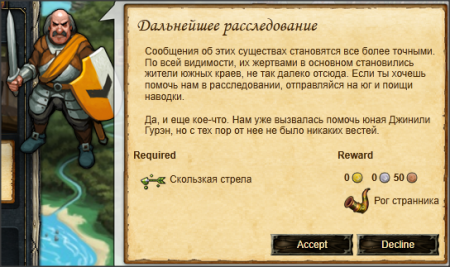 Дальнейшее расследование
Сообщения об этих существах становятся все более точными.
По всей видимости, их жертвами в основном становились
жители южных краев, не так далеко отсюда. Если ты хочешь
помочь нам в расследовании, отправляйся на юг и поищи
наводки.
Да, и еще кое-что. Нам уже вызвалась помочь юная Джинили
Гурэн, но с тех пор от нее не было никаких вестей.
Required Reward
Скользкая стрела
0 0 50
Рог странника
Accept Decline